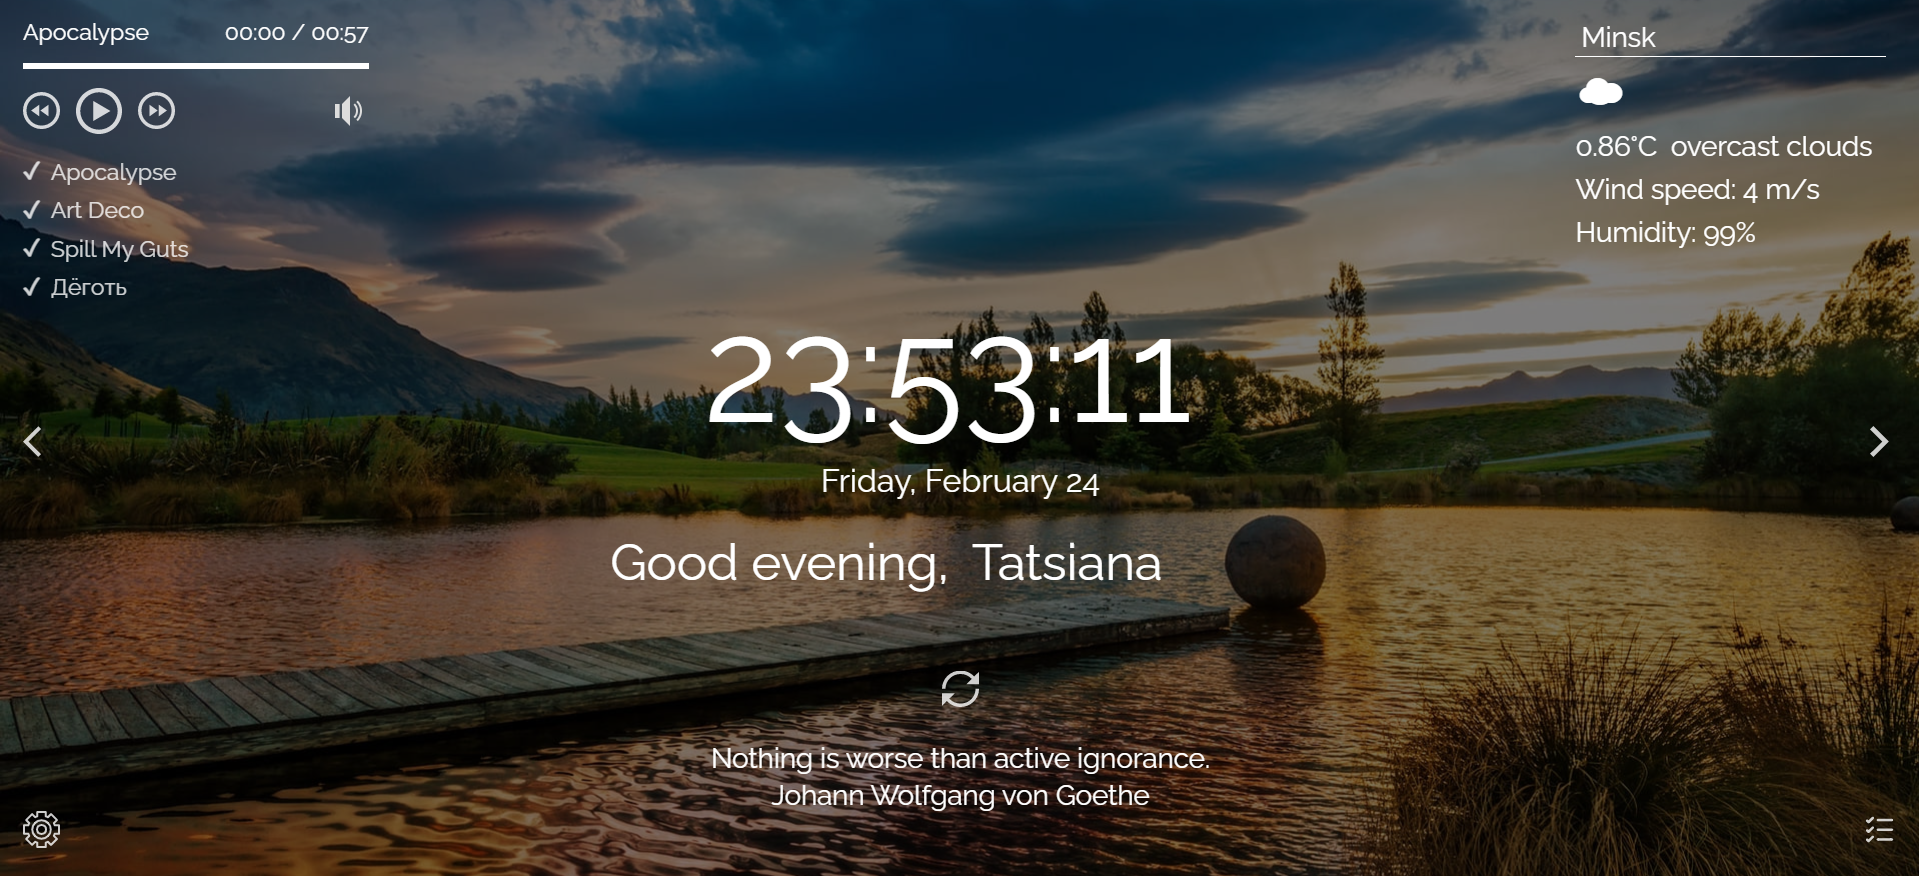 Apocalypse 00:00 / 00:57
Apocalypse
Art Deco
Spill My Guts
Дёготь
Minsk
0.86°C overcast clouds
Wind speed: 4 m/s
Humidity: 99%
23:53:11
Friday, February 24
Good evening, Tatsiana
Nothing is worse than active ignorance.
Johann Wolfgang von Goethe